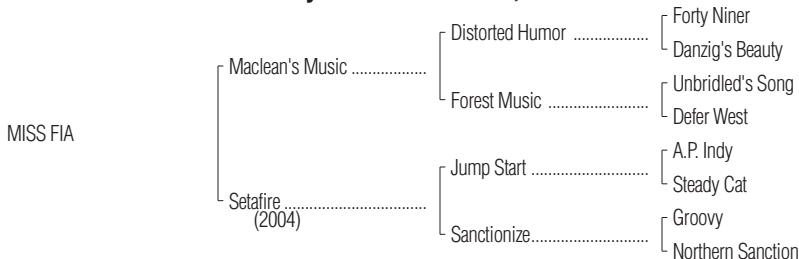 Forty Niner
Distorted Humor ..................
Danzig's Beauty
Maclean's Music ..................
Unbridled's Song
Forest Music ........................
Defer West
MISS FIA
A.P. Indy
Jump Start ............................
Steady Cat
Setafire ..................................
(2004)
Groovy
Sanctionize............................
Northern Sanction